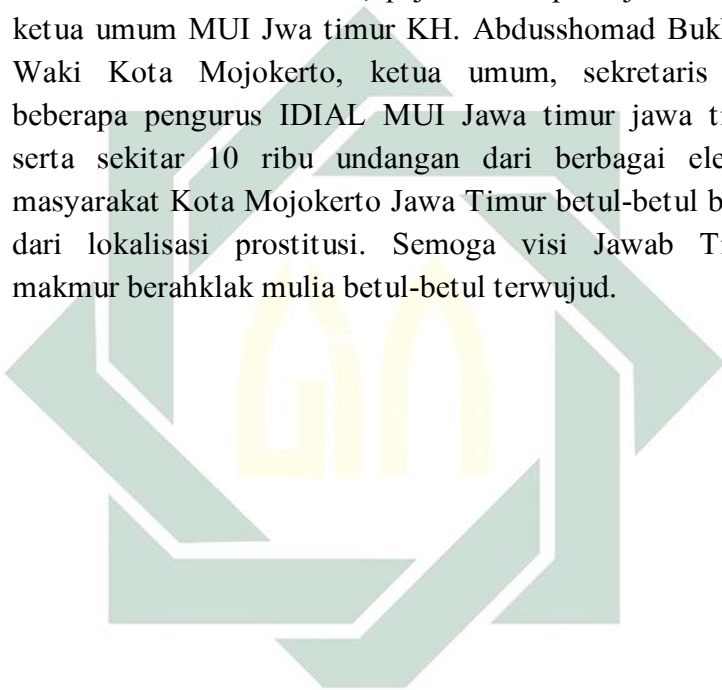 ketua umum MUI Jwa timur KH. Abdusshomad
Waki Kota Mojokerto, ketua umum, sekretaris
beberapa pengurus IDIAL MUI Jawa timur jawa
serta sekitar 10 ribu undangan dari berbagai
masyarakat Kota Mojokerto Jawa Timur betul-betul
dari lokalisasi prostitusi. Semoga visi Jawab
makmur berahklak mulia betul-betul terwujud.